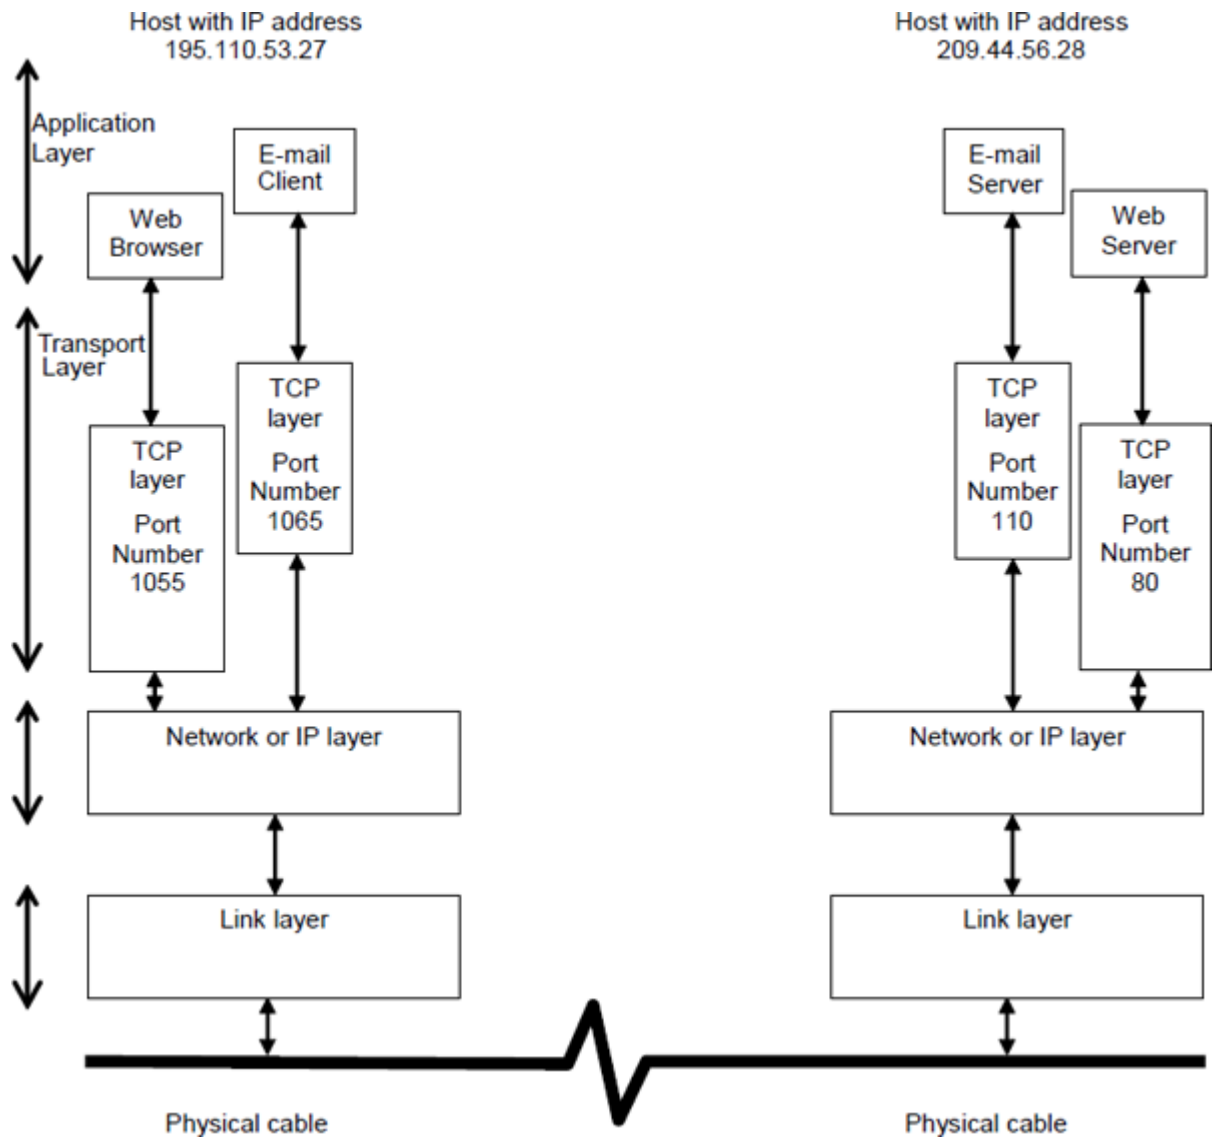 Host with IP address
195.110.53.27
Host with IP address
209.44.56.28
Application
Layer
E-mail
Client
Web
Browser
E-mail
Server
Web
Server
Transport
Layer
TCP
layer
Port
Number
1055
TCP
layer
Port
Number
1065
TCP
layer
Port
Number
110
TCP
layer
Port
Number
80
Network or IP layer
Network or IP layer
Link layer
Link layer
Physical cable
Physical cable